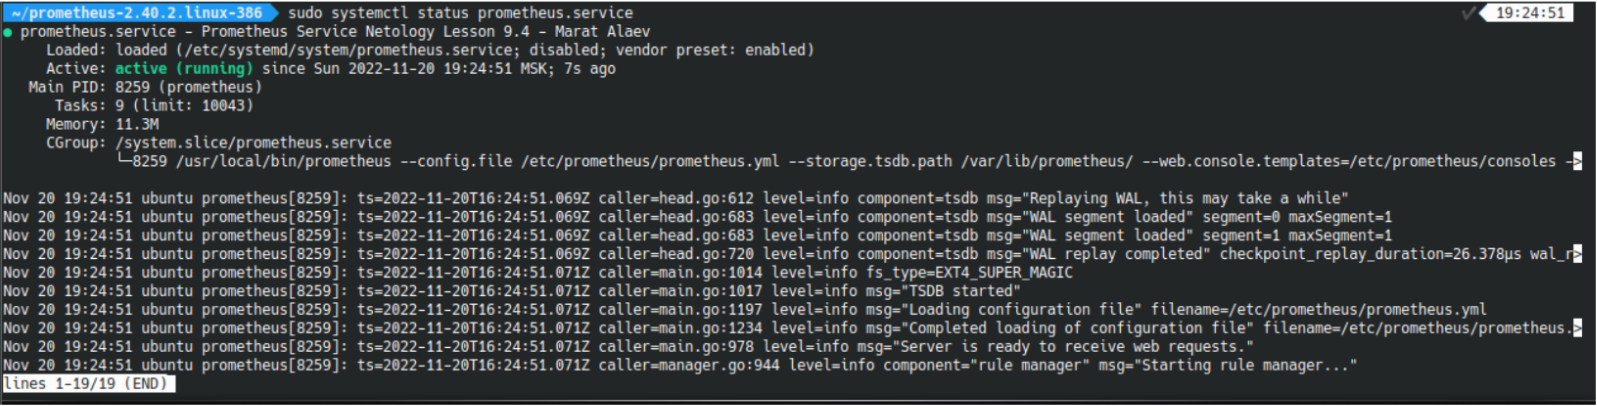 ~/prometheus-2.40.2.linux-386 sudo systemctl status prometheus.service ✔ 19:24:51
● prometheus.service - Prometheus Service Netology Lesson 9.4 - Marat Alaev
Loaded: loaded (/etc/systemd/system/prometheus.service; disabled; vendor preset: enabled)
Active: active (running) since Sun 2022-11-20 19:24:51 MSK; 7s ago
Main PID: 8259 (prometheus)
Tasks: 9 (limit: 10043)
Memory: 11.3M
CGroup: /system.slice/prometheus.service
└─8259 /usr/local/bin/prometheus --config.file /etc/prometheus/prometheus.yml --storage.tsdb.path /var/lib/prometheus/ --web.console.templates=/etc/prometheus/consoles ->
Nov 20 19:24:51 ubuntu prometheus[8259]: ts=2022-11-20T16:24:51.069Z caller=head.go:612 level=info component=tsdb msg="Replaying WAL, this may take a while"
Nov 20 19:24:51 ubuntu prometheus[8259]: ts=2022-11-20T16:24:51.069Z caller=head.go:683 level=info component=tsdb msg="WAL segment loaded" segment=0 maxSegment=1
Nov 20 19:24:51 ubuntu prometheus[8259]: ts=2022-11-20T16:24:51.069Z caller=head.go:683 level=info component=tsdb msg="WAL segment loaded" segment=1 maxSegment=1
Nov 20 19:24:51 ubuntu prometheus[8259]: ts=2022-11-20T16:24:51.069Z caller=head.go:720 level=info component=tsdb msg="WAL replay completed" checkpoint_replay_duration=26.378µs wal_r>
Nov 20 19:24:51 ubuntu prometheus[8259]: ts=2022-11-20T16:24:51.071Z caller=main.go:1014 level=info fs_type=EXT4_SUPER_MAGIC
Nov 20 19:24:51 ubuntu prometheus[8259]: ts=2022-11-20T16:24:51.071Z caller=main.go:1017 level=info msg="TSDB started"
Nov 20 19:24:51 ubuntu prometheus[8259]: ts=2022-11-20T16:24:51.071Z caller=main.go:1197 level=info msg="Loading configuration file" filename=/etc/prometheus/prometheus.yml
Nov 20 19:24:51 ubuntu prometheus[8259]: ts=2022-11-20T16:24:51.071Z caller=main.go:1234 level=info msg="Completed loading of configuration file" filename=/etc/prometheus/prometheus.>
Nov 20 19:24:51 ubuntu prometheus[8259]: ts=2022-11-20T16:24:51.071Z caller=main.go:978 level=info msg="Server is ready to receive web requests."
Nov 20 19:24:51 ubuntu prometheus[8259]: ts=2022-11-20T16:24:51.071Z caller=manager.go:944 level=info component="rule manager" msg="Starting rule manager..."
lines 1-19/19 (END)